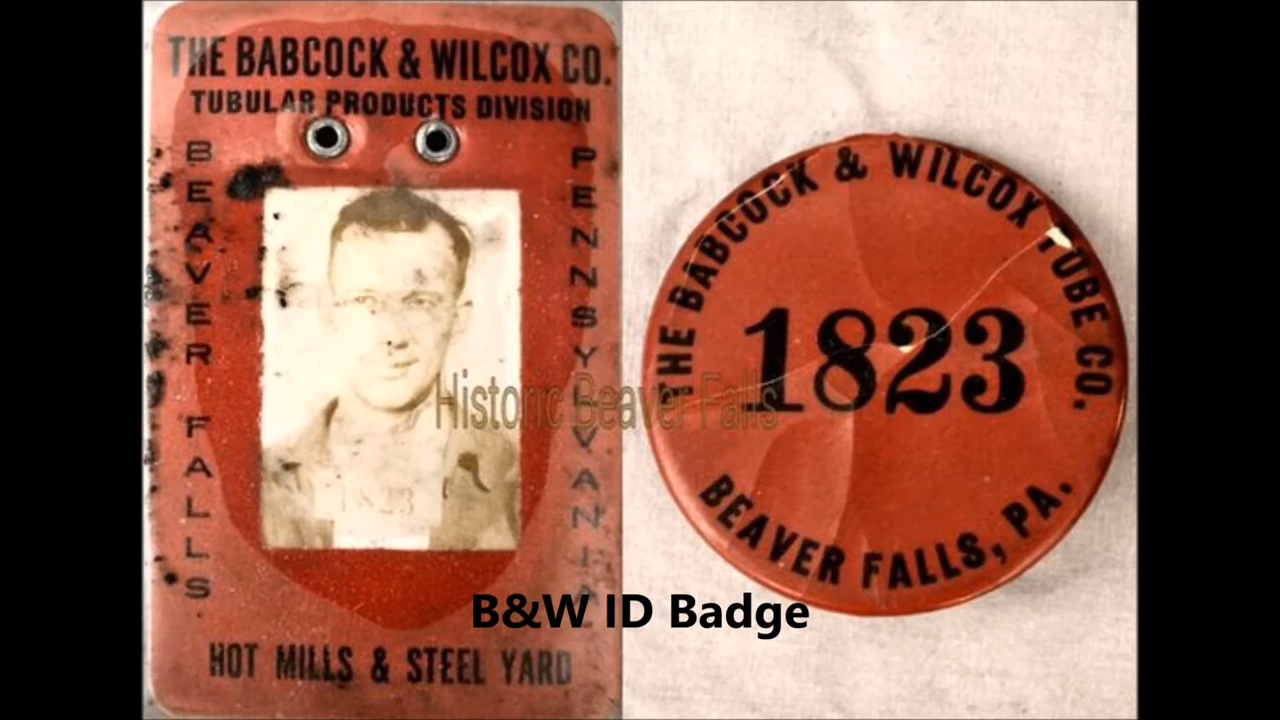 THE BABCOCK & WILCOX CO.
TUBULAR PRODUCTS DIVISION
BEAVER FALLS.
PENNSYLVANIA
1823
HOT MILLS & STEEL YARD
THE BABCOCK & WILCOX TUBE CO.
1823
BEAVER FALLS, PA.
Historic Beaver Falls
B&W ID Badge